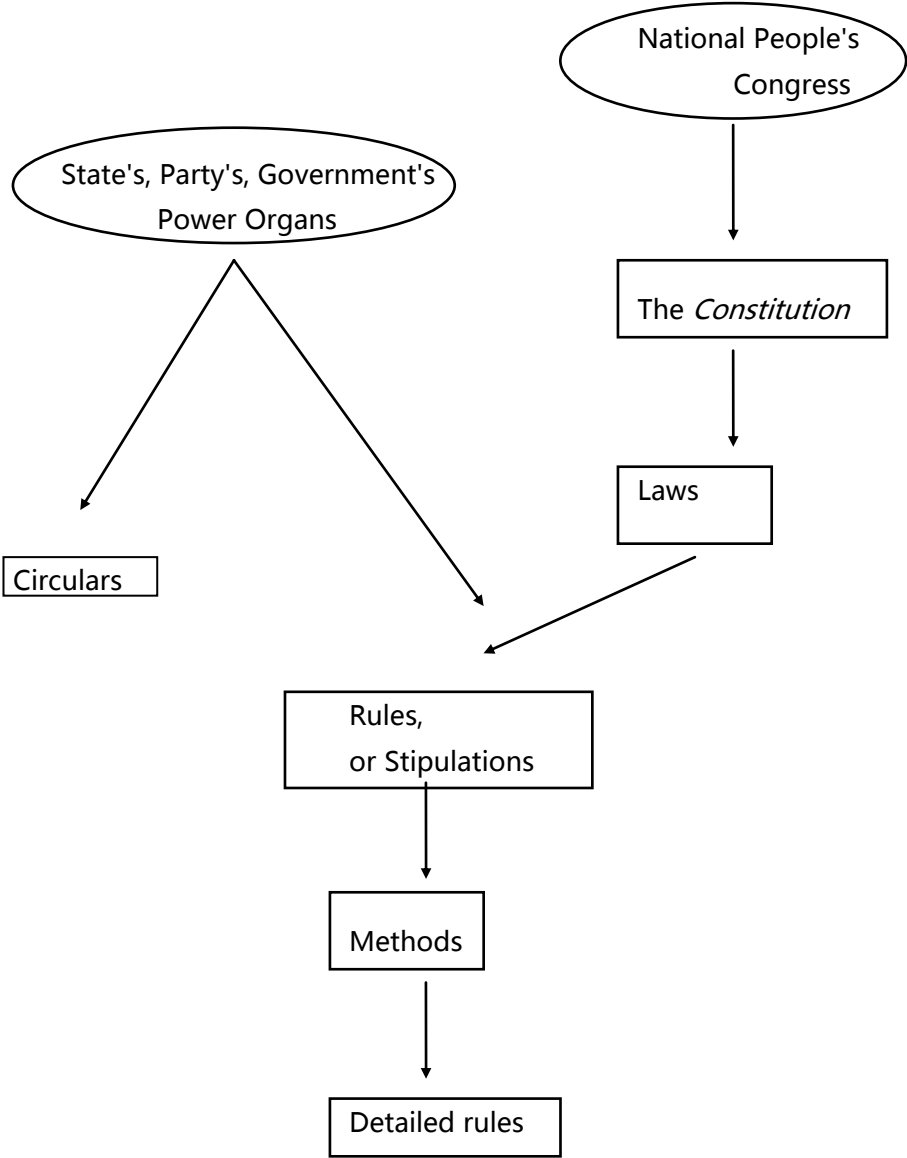 National People's
Congress
State's, Party's, Government's
Power Organs
The Constitution
Laws
Circulars
Rules,
or Stipulations
Methods
Detailed rules